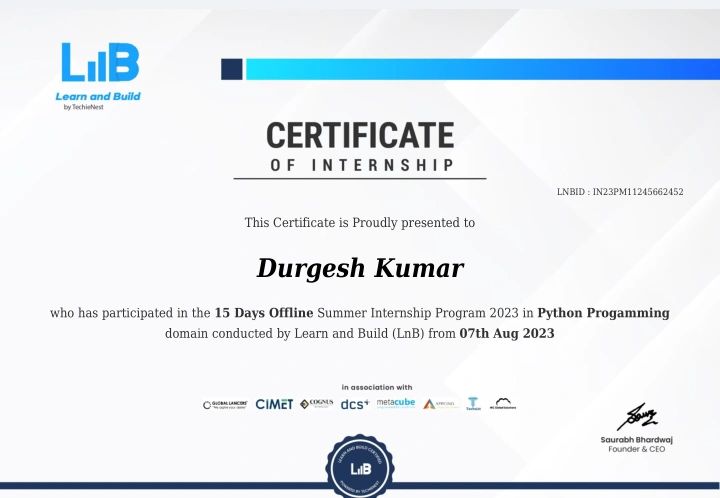 LnB
Learn and Build
by TechieNest
CERTIFICATE
OF INTERNSHIP
LNBID : IN23PM11245662452
This Certificate is Proudly presented to
Durgesh Kumar
who has participated in the 15 Days Offline Summer Internship Program 2023 in Python Progamming
domain conducted by Learn and Build (LnB) from 07th Aug 2023
in association with
GLOBAL LANCERS CIMET COGNUS dcs+ metacube
Saurabh Bhardwaj
Founder & CEO
LEARN AND BUILD CERTIFIED
LnB
POWERED BY TECHIENEST